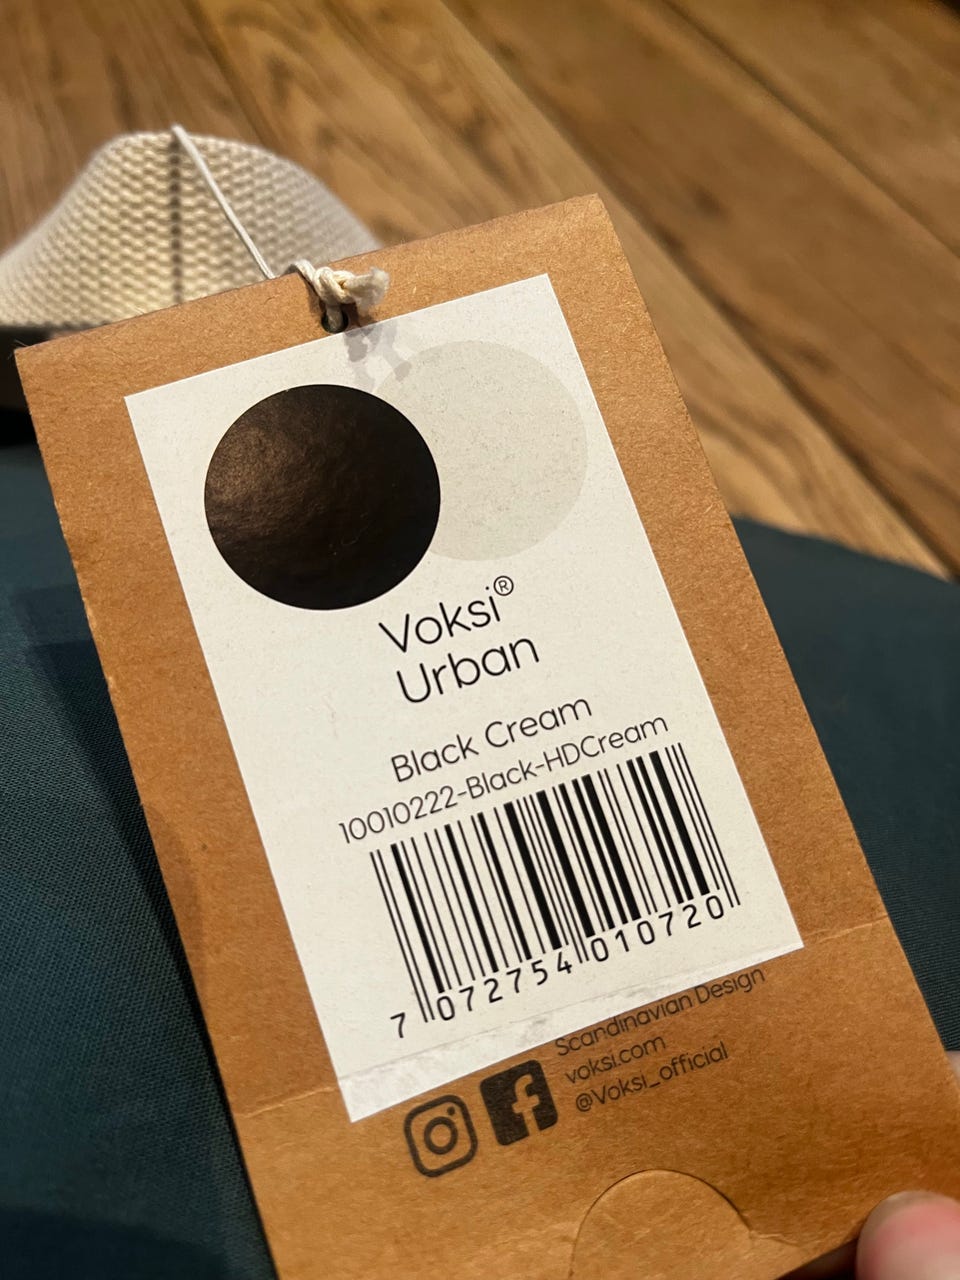 Voksi®
Urban
Black Cream
10010222-Black-HDCream
7 072754 010720
Scandinavian Design
voksi.com
@Voksi_official